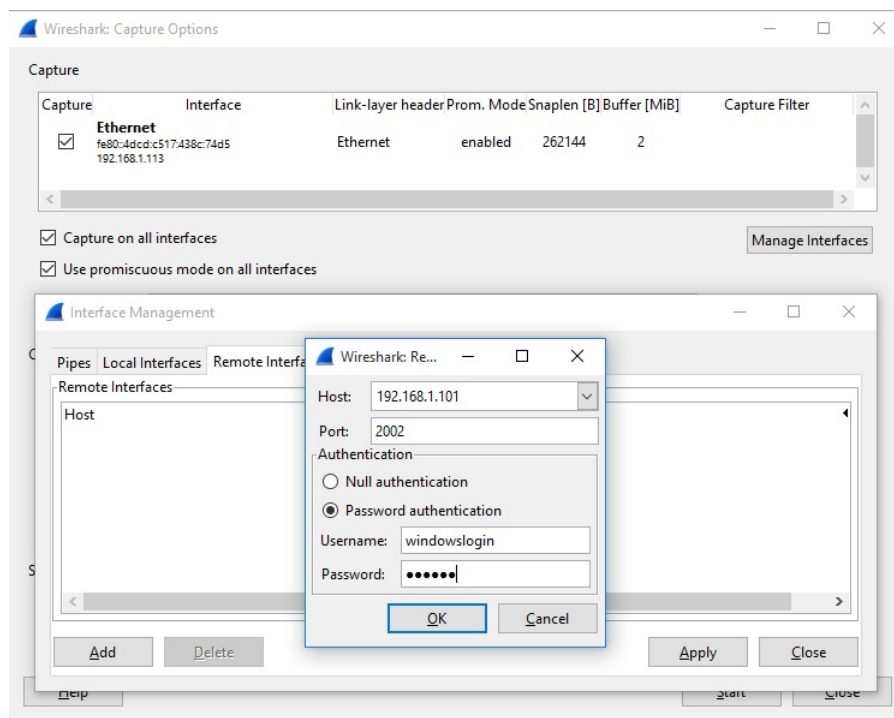 Wireshark: Capture Options
Capture
Capture Interface Link-layer header Prom. Mode Snaplen [B] Buffer [MiB] Capture Filter
Ethernet
fe80::4dcd:c517:438c:74d5
192.168.1.113
Ethernet enabled 262144 2
Capture on all interfaces
Manage Interfaces
Use promiscuous mode on all interfaces
Interface Management
Pipes Local Interfaces Remote Interfa
Remote Interfaces
Host
Wireshark: Re...
Host: 192.168.1.101
Port: 2002
Authentication
Null authentication
Password authentication
Username: windowslogin
Password: ●●●●●●
OK Cancel
Add Delete Apply Close
Help Start Close